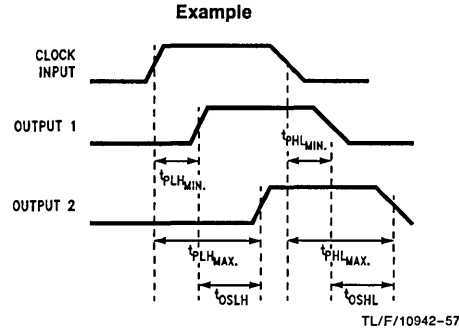 Example
CLOCK
INPUT
OUTPUT 1
tPLHMIN.
tPHLMIN.
OUTPUT 2
tPLHMAX.
tPHLMAX.
tOSLH
tOSHL
TL/F/10942-57